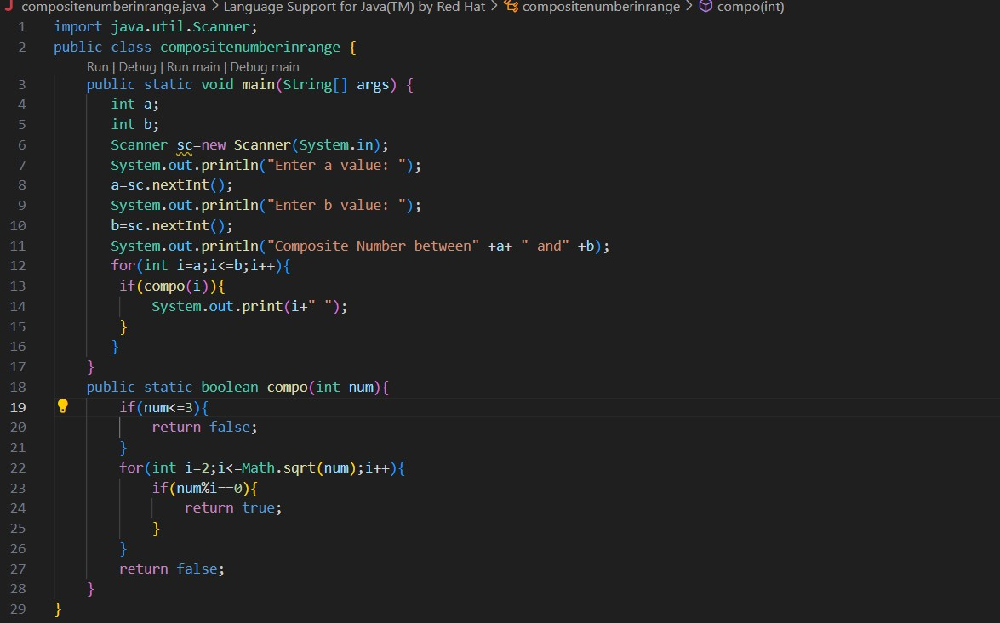 compositenumberinrange.java > Language Support for Java(TM) by Red Hat > compositenumberinrange > compo(int)
1 import java.util.Scanner;
2 public class compositenumberinrange {
Run | Debug | Run main | Debug main
3 public static void main(String[] args) {
4 int a;
5 int b;
6 Scanner sc=new Scanner(System.in);
7 System.out.println("Enter a value: ");
8 a=sc.nextInt();
9 System.out.println("Enter b value: ");
10 b=sc.nextInt();
11 System.out.println("Composite Number between" +a+ " and" +b);
12 for(int i=a;i<=b;i++){
13 if(compo(i)){
14 System.out.print(i+" ");
15 }
16 }
17 }
18 public static boolean compo(int num){
19 if(num<=3){
20 return false;
21 }
22 for(int i=2;i<=Math.sqrt(num);i++){
23 if(num%i==0){
24 return true;
25 }
26 }
27 return false;
28 }
29 }